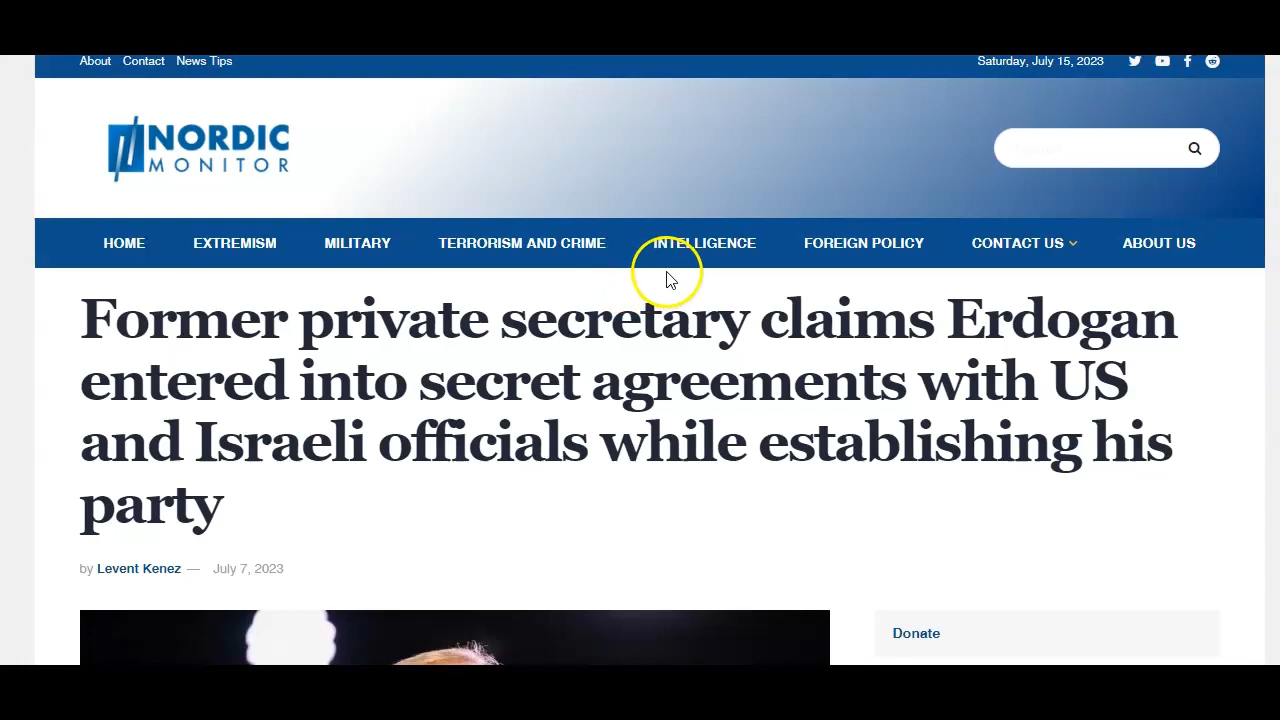 About Contact News Tips Saturday, July 15, 2023
NORDIC
MONITOR
HOME EXTREMISM MILITARY TERRORISM AND CRIME INTELLIGENCE FOREIGN POLICY CONTACT US ABOUT US
Former private secretary claims Erdogan
entered into secret agreements with US
and Israeli officials while establishing his
party
by Levent Kenez — July 7, 2023
Donate